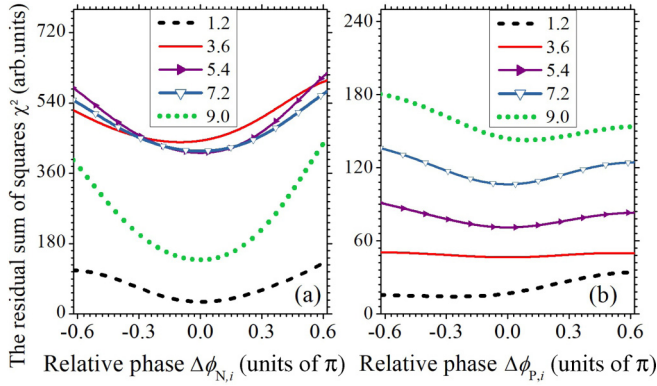 The residual sum of squares χ² (arb.units)
720
540
360
180
0
1.2
3.6
5.4
7.2
9.0
(a)
-0.6 -0.3 0.0 0.3 0.6
Relative phase Δϕ_N,i (units of π)
240
180
120
60
0
1.2
3.6
5.4
7.2
9.0
(b)
-0.6 -0.3 0.0 0.3 0.6
Relative phase Δϕ_P,i (units of π)